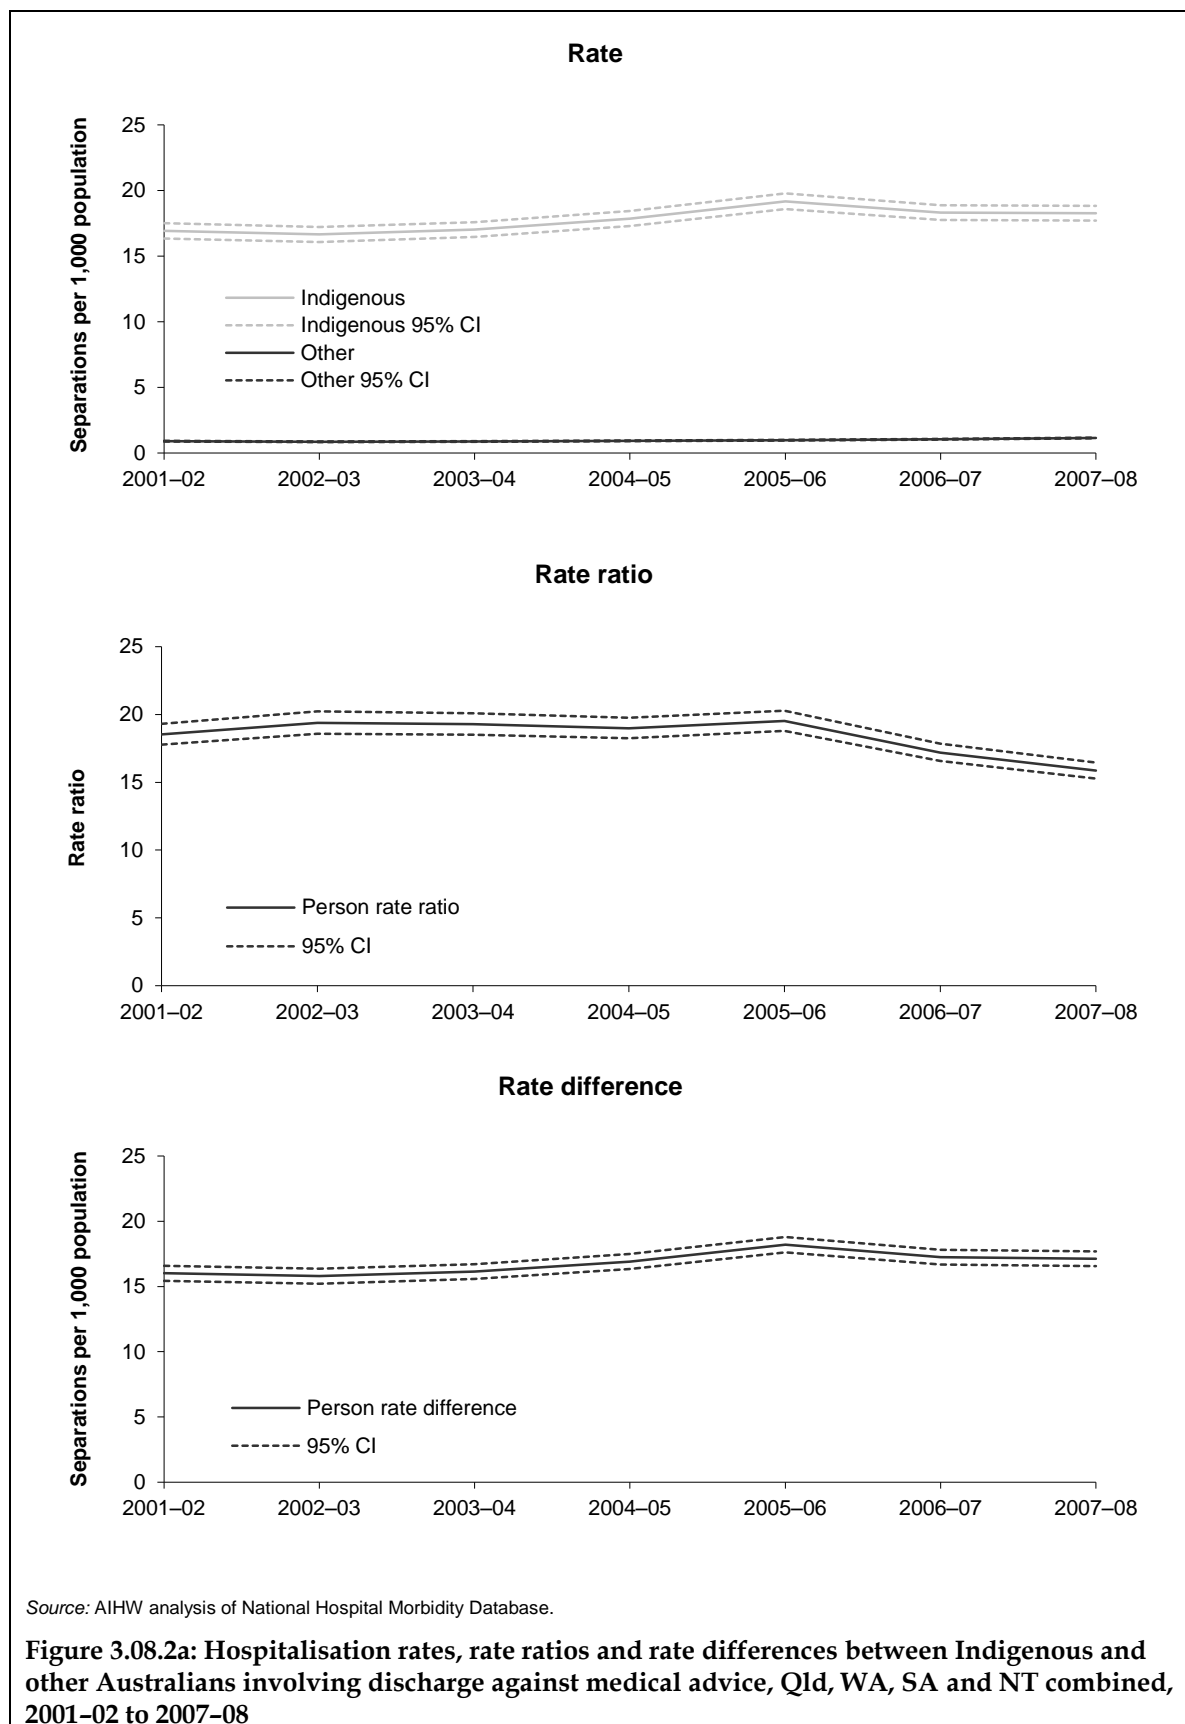 Rate
Separations per 1,000 population
25
20
15
10
5
0
Indigenous
Indigenous 95% CI
Other
Other 95% CI
2001–02 2002–03 2003–04 2004–05 2005–06 2006–07 2007–08
Rate ratio
Rate ratio
25
20
15
10
5
0
Person rate ratio
95% CI
2001–02 2002–03 2003–04 2004–05 2005–06 2006–07 2007–08
Rate difference
Separations per 1,000 population
25
20
15
10
5
0
Person rate difference
95% CI
2001–02 2002–03 2003–04 2004–05 2005–06 2006–07 2007–08
Source: AIHW analysis of National Hospital Morbidity Database.
Figure 3.08.2a: Hospitalisation rates, rate ratios and rate differences between Indigenous and
other Australians involving discharge against medical advice, Qld, WA, SA and NT combined,
2001–02 to 2007–08